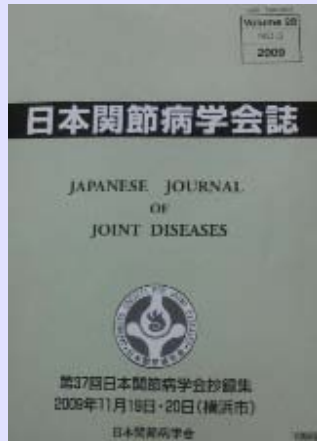 Volume 28
2009
日本関節病学会誌
JAPANESE JOURNAL
OF
JOINT DISEASES
第37回日本関節病学会抄録集
2009年11月19日・20日(横浜市)
日本関節病学会